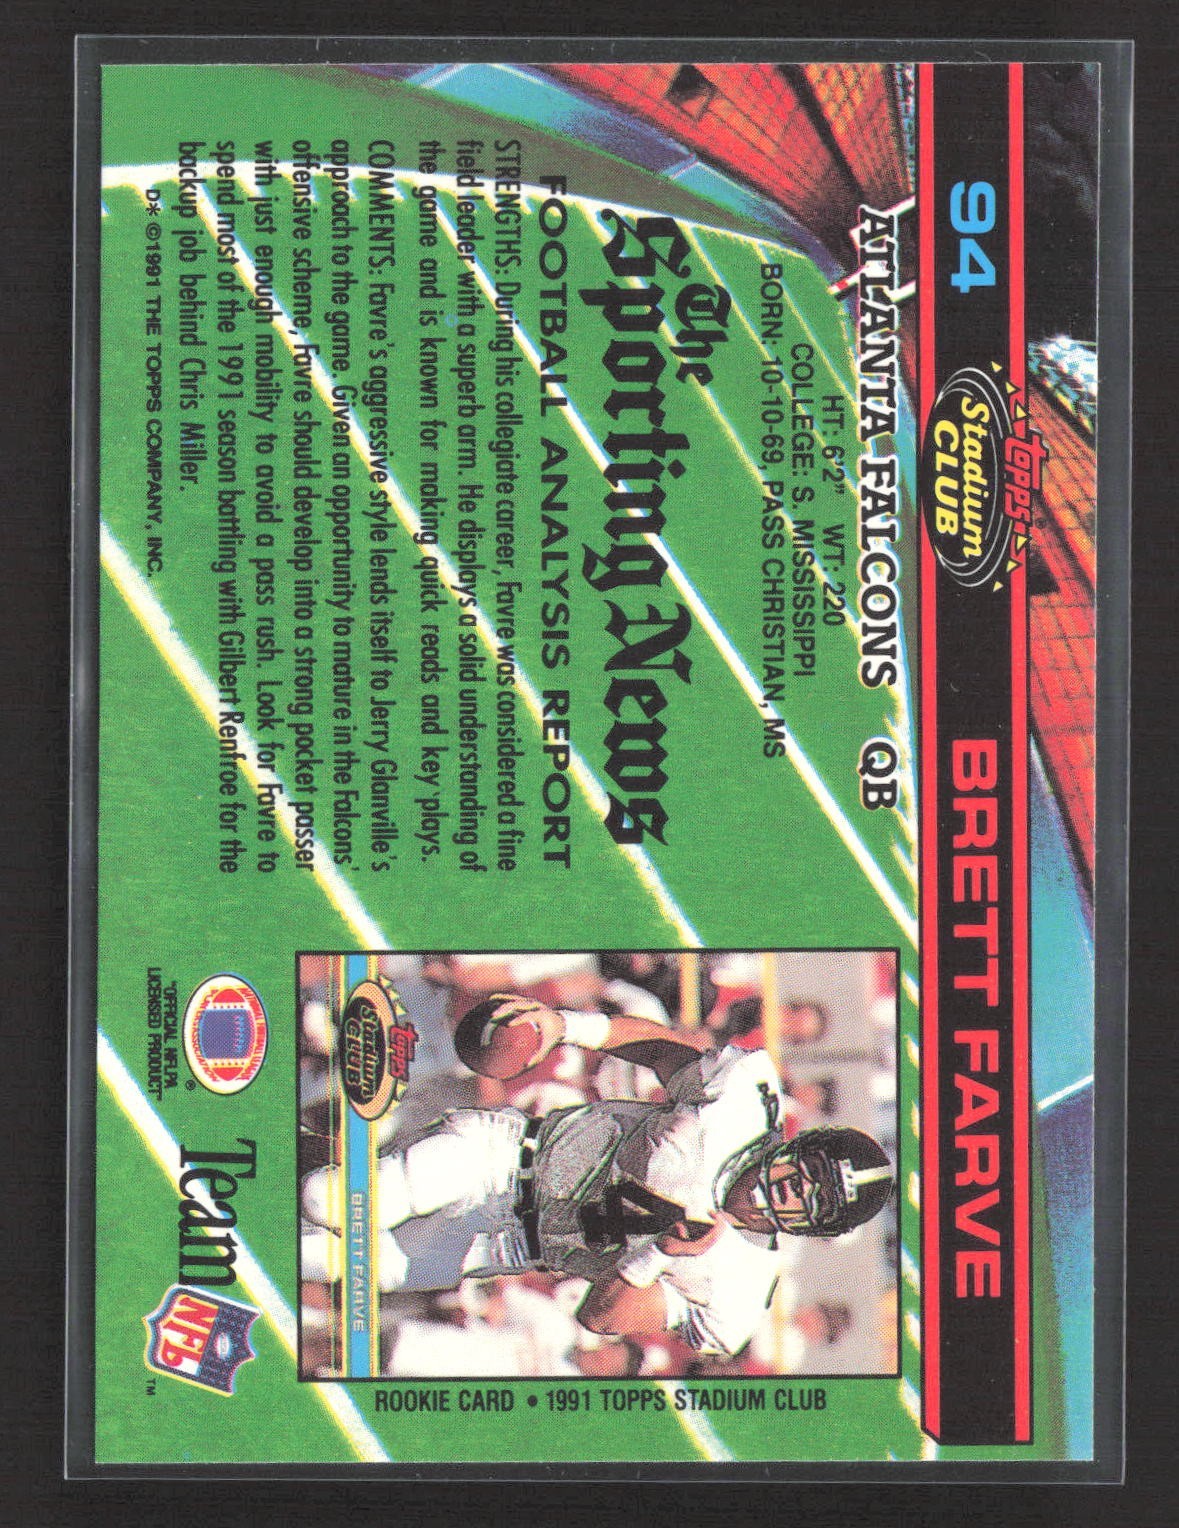 94
Topps
Stadium
CLUB
BRETT FARVE
ATLANTA FALCONS QB
HT: 6'2" WT: 220
COLLEGE: S. MISSISSIPPI
BORN: 10-10-69, PASS CHRISTIAN, MS
The
Sporting News
FOOTBALL ANALYSIS REPORT
STRENGTHS: During his collegiate career, Favre was considered a fine
field leader with a superb arm. He displays a solid understanding of
the game and is known for making quick reads and key plays.
COMMENTS: Favre's aggressive style lends itself to Jerry Glanville's
approach to the game. Given an opportunity to mature in the Falcons'
offensive scheme, Favre should develop into a strong pocket passer
with just enough mobility to avoid a pass rush. Look for Favre to
spend most of the 1991 season battling with Gilbert Renfroe for the
backup job behind Chris Miller.
D* ©1991 THE TOPPS COMPANY, INC.
4
Topps
Stadium
CLUB
BRETT FARVE
ROOKIE CARD • 1991 TOPPS STADIUM CLUB
"OFFICIAL NFLPA
LICENSED PRODUCT"
®
Team
NFL
™